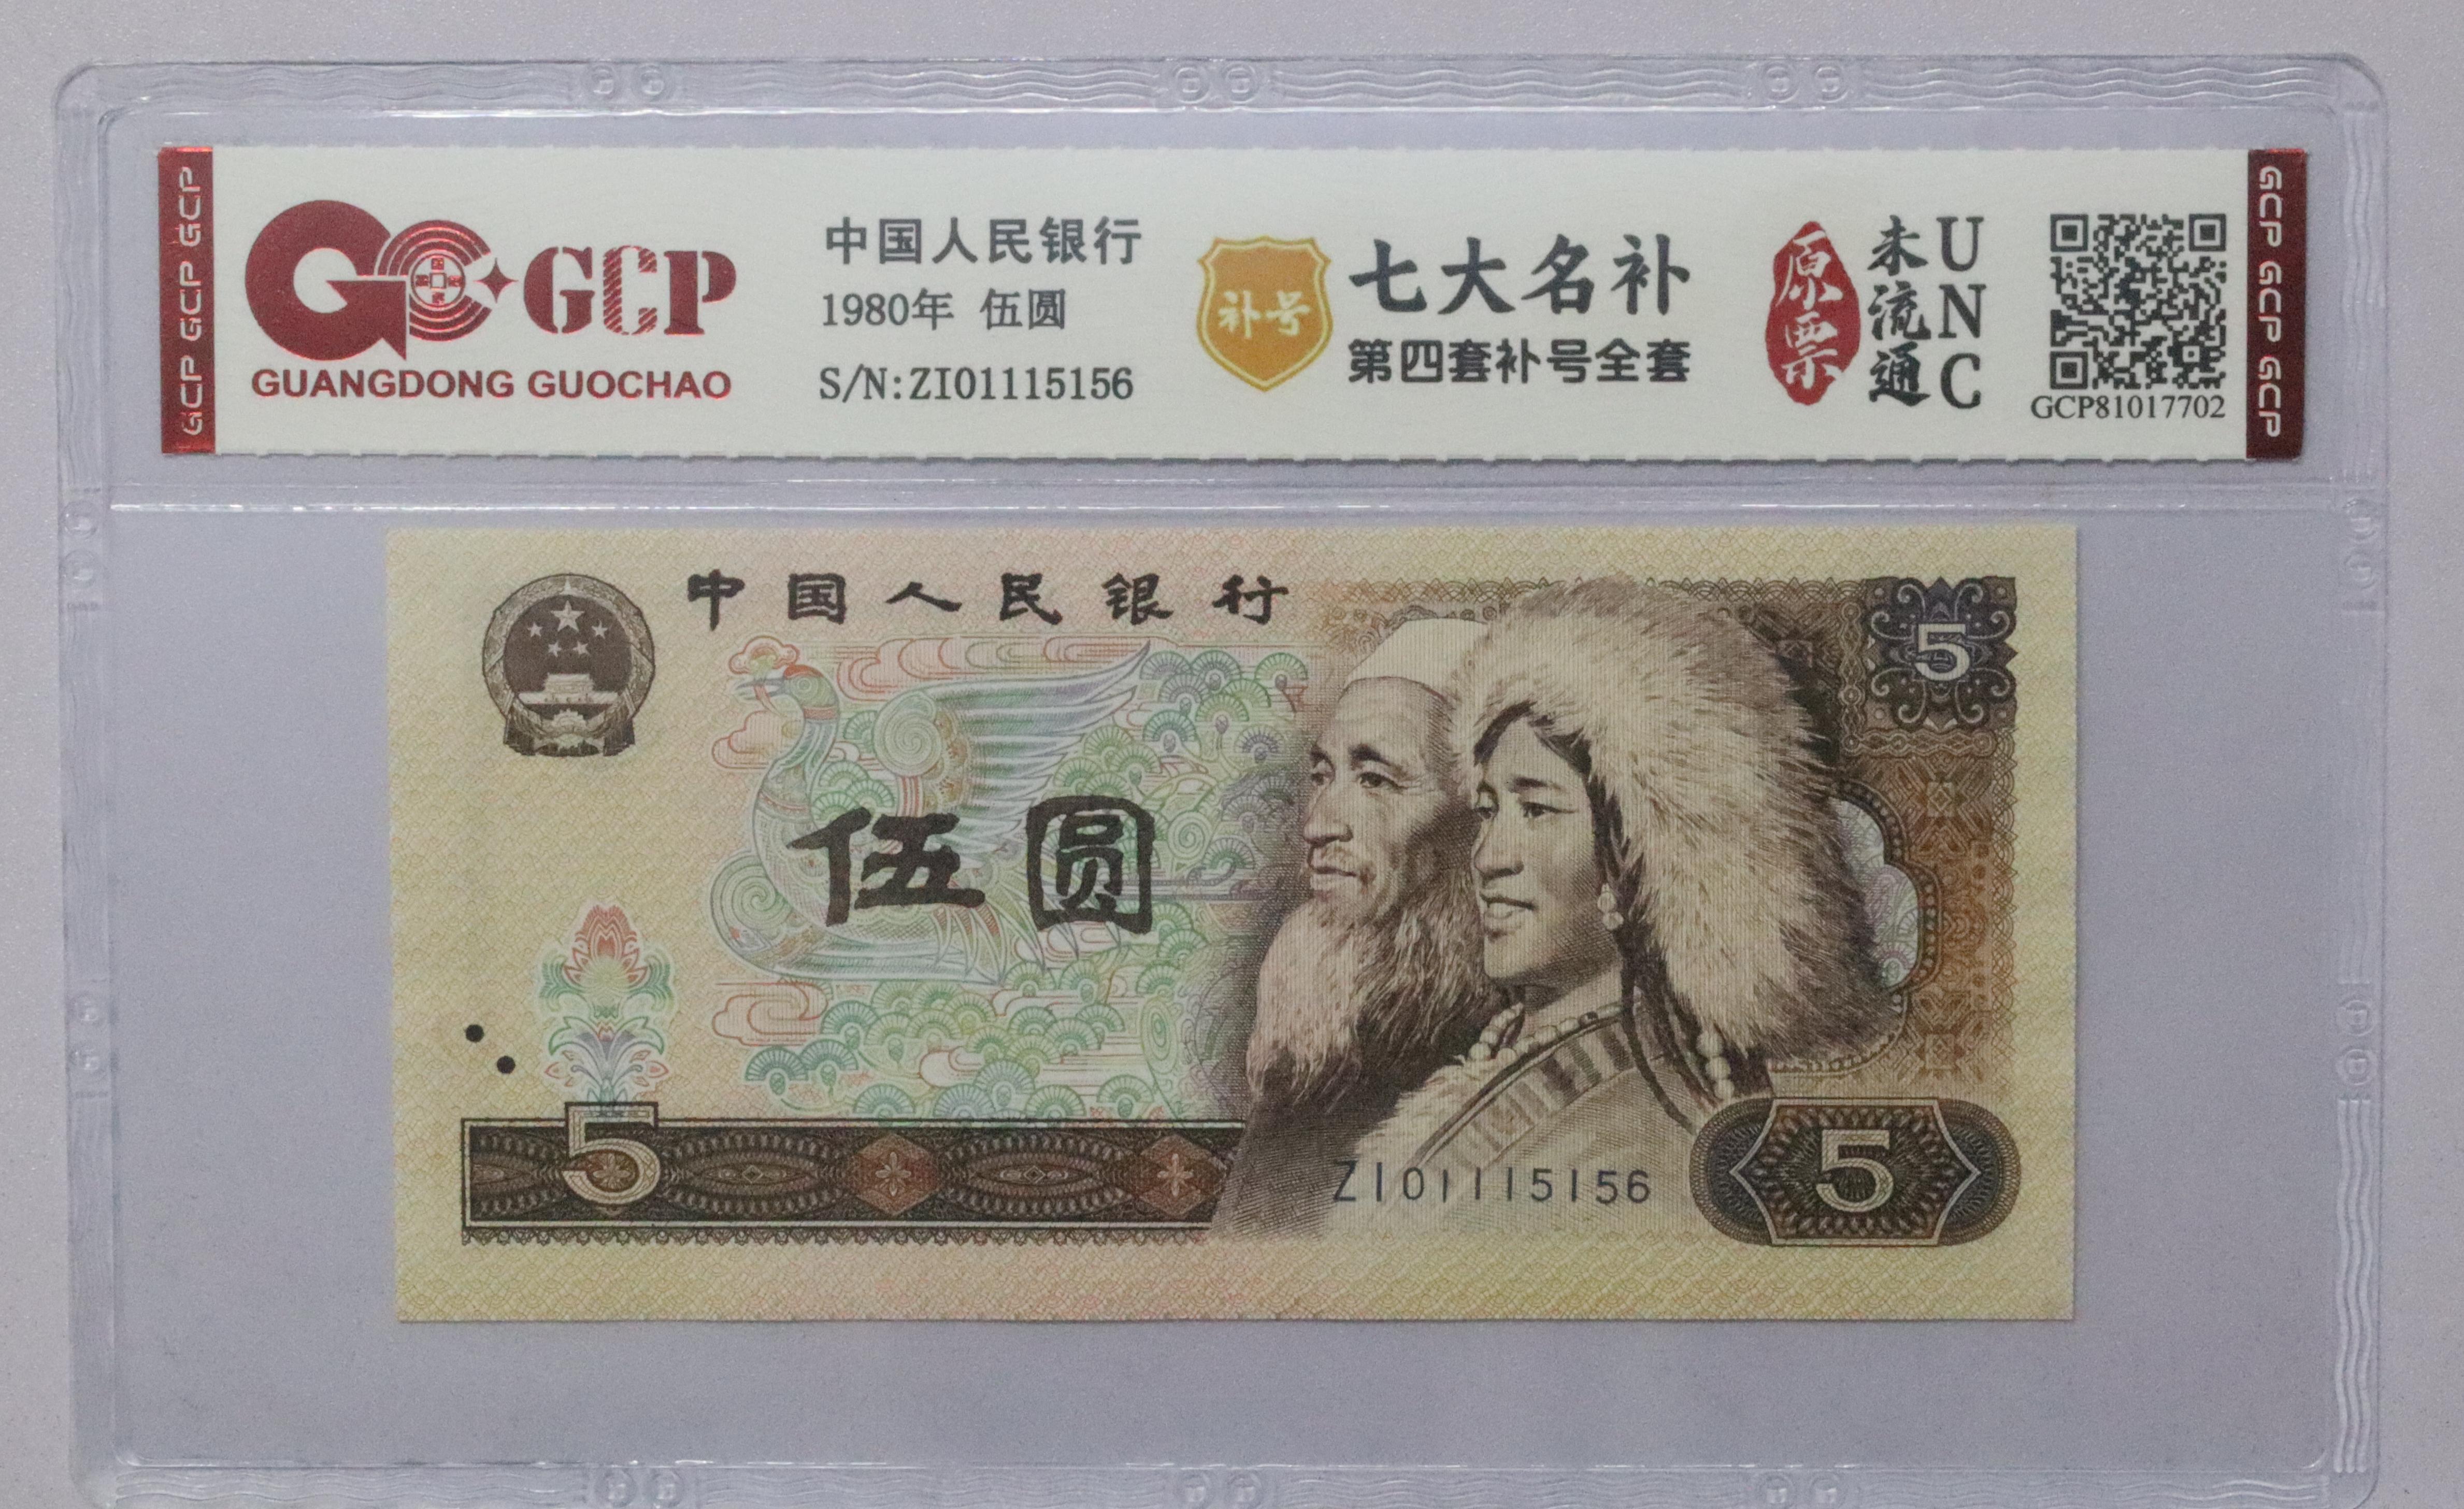 GCP GCP GCP
GCP
GUANGDONG GUOCHAO
中国人民银行
1980年 伍圆
S/N:ZI01115156
补号
七大名补
第四套补号全套
原票
未流通
UNC
GCP81017702
GCP GCP GCP
中国人民银行
5
伍圆
5
ZI01115156
5